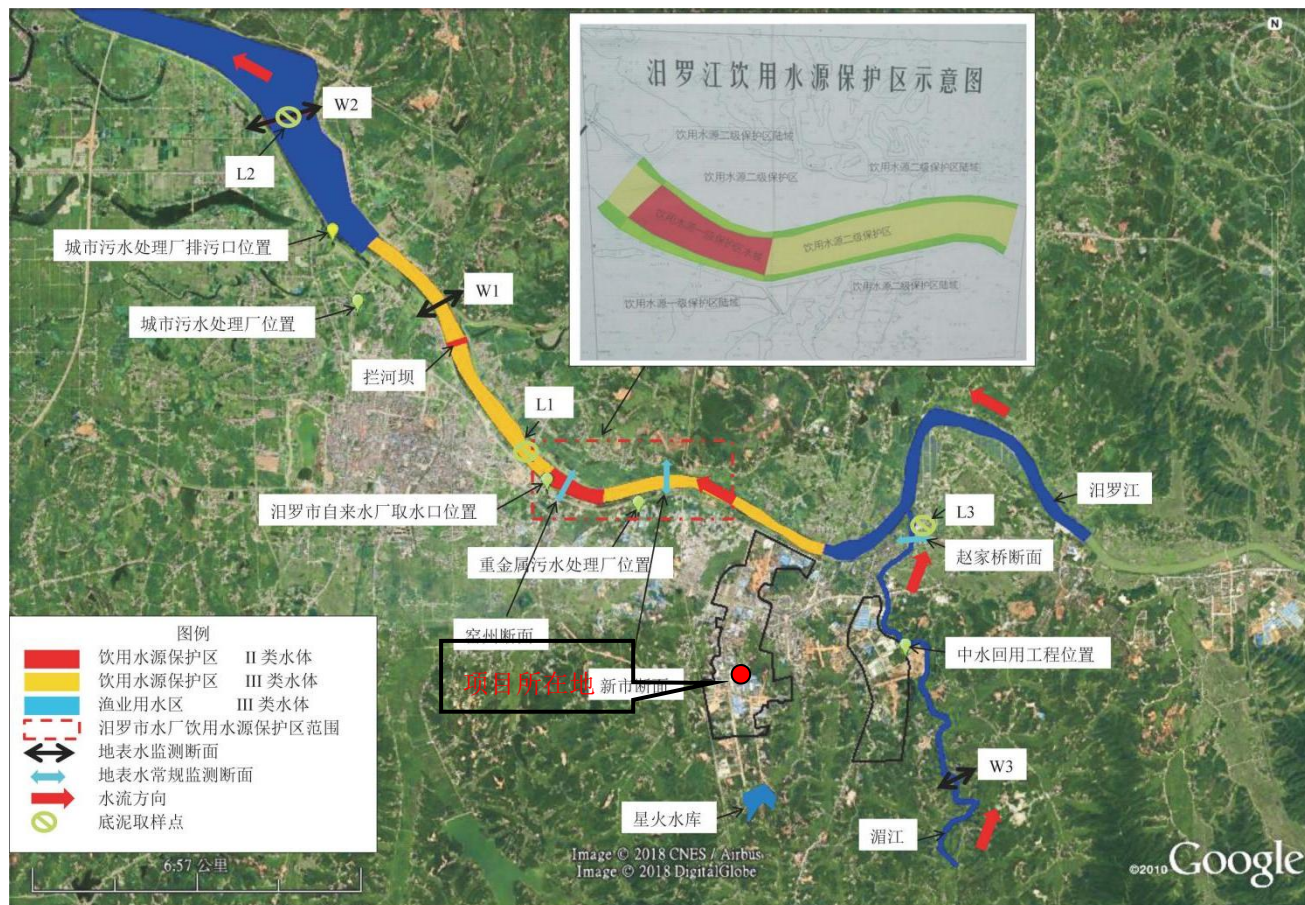 N
汨罗江饮用水源保护区示意图
饮用水源二级保护区陆域
饮用水源二级保护区陆域
饮用水源二级保护区
饮用水源一级保护区水域
饮用水源二级保护区
饮用水源一级保护区陆域
饮用水源二级保护区陆域
W2
L2
城市污水处理厂排污口位置
W1
城市污水处理厂位置
拦河坝
L1
汨罗江
汨罗市自来水厂取水口位置
L3
重金属污水处理厂位置
赵家桥断面
窑州断面
中水回用工程位置
项目所在地
新市断面
W3
星火水库
湄江
图例
饮用水源保护区 II 类水体
饮用水源保护区 III 类水体
渔业用水区 III 类水体
汨罗市水厂饮用水源保护区范围
地表水监测断面
地表水常规监测断面
水流方向
底泥取样点
6.57 公里
Image © 2018 CNES / Airbus
Image © 2018 DigitalGlobe
©2010 Google